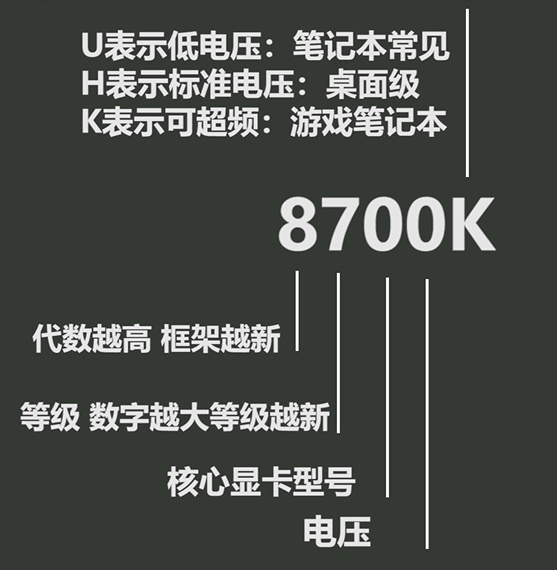 U表示低电压：笔记本常见
H表示标准电压：桌面级
K表示可超频：游戏笔记本
8700K
代数越高 框架越新
等级 数字越大等级越新
核心显卡型号
电压